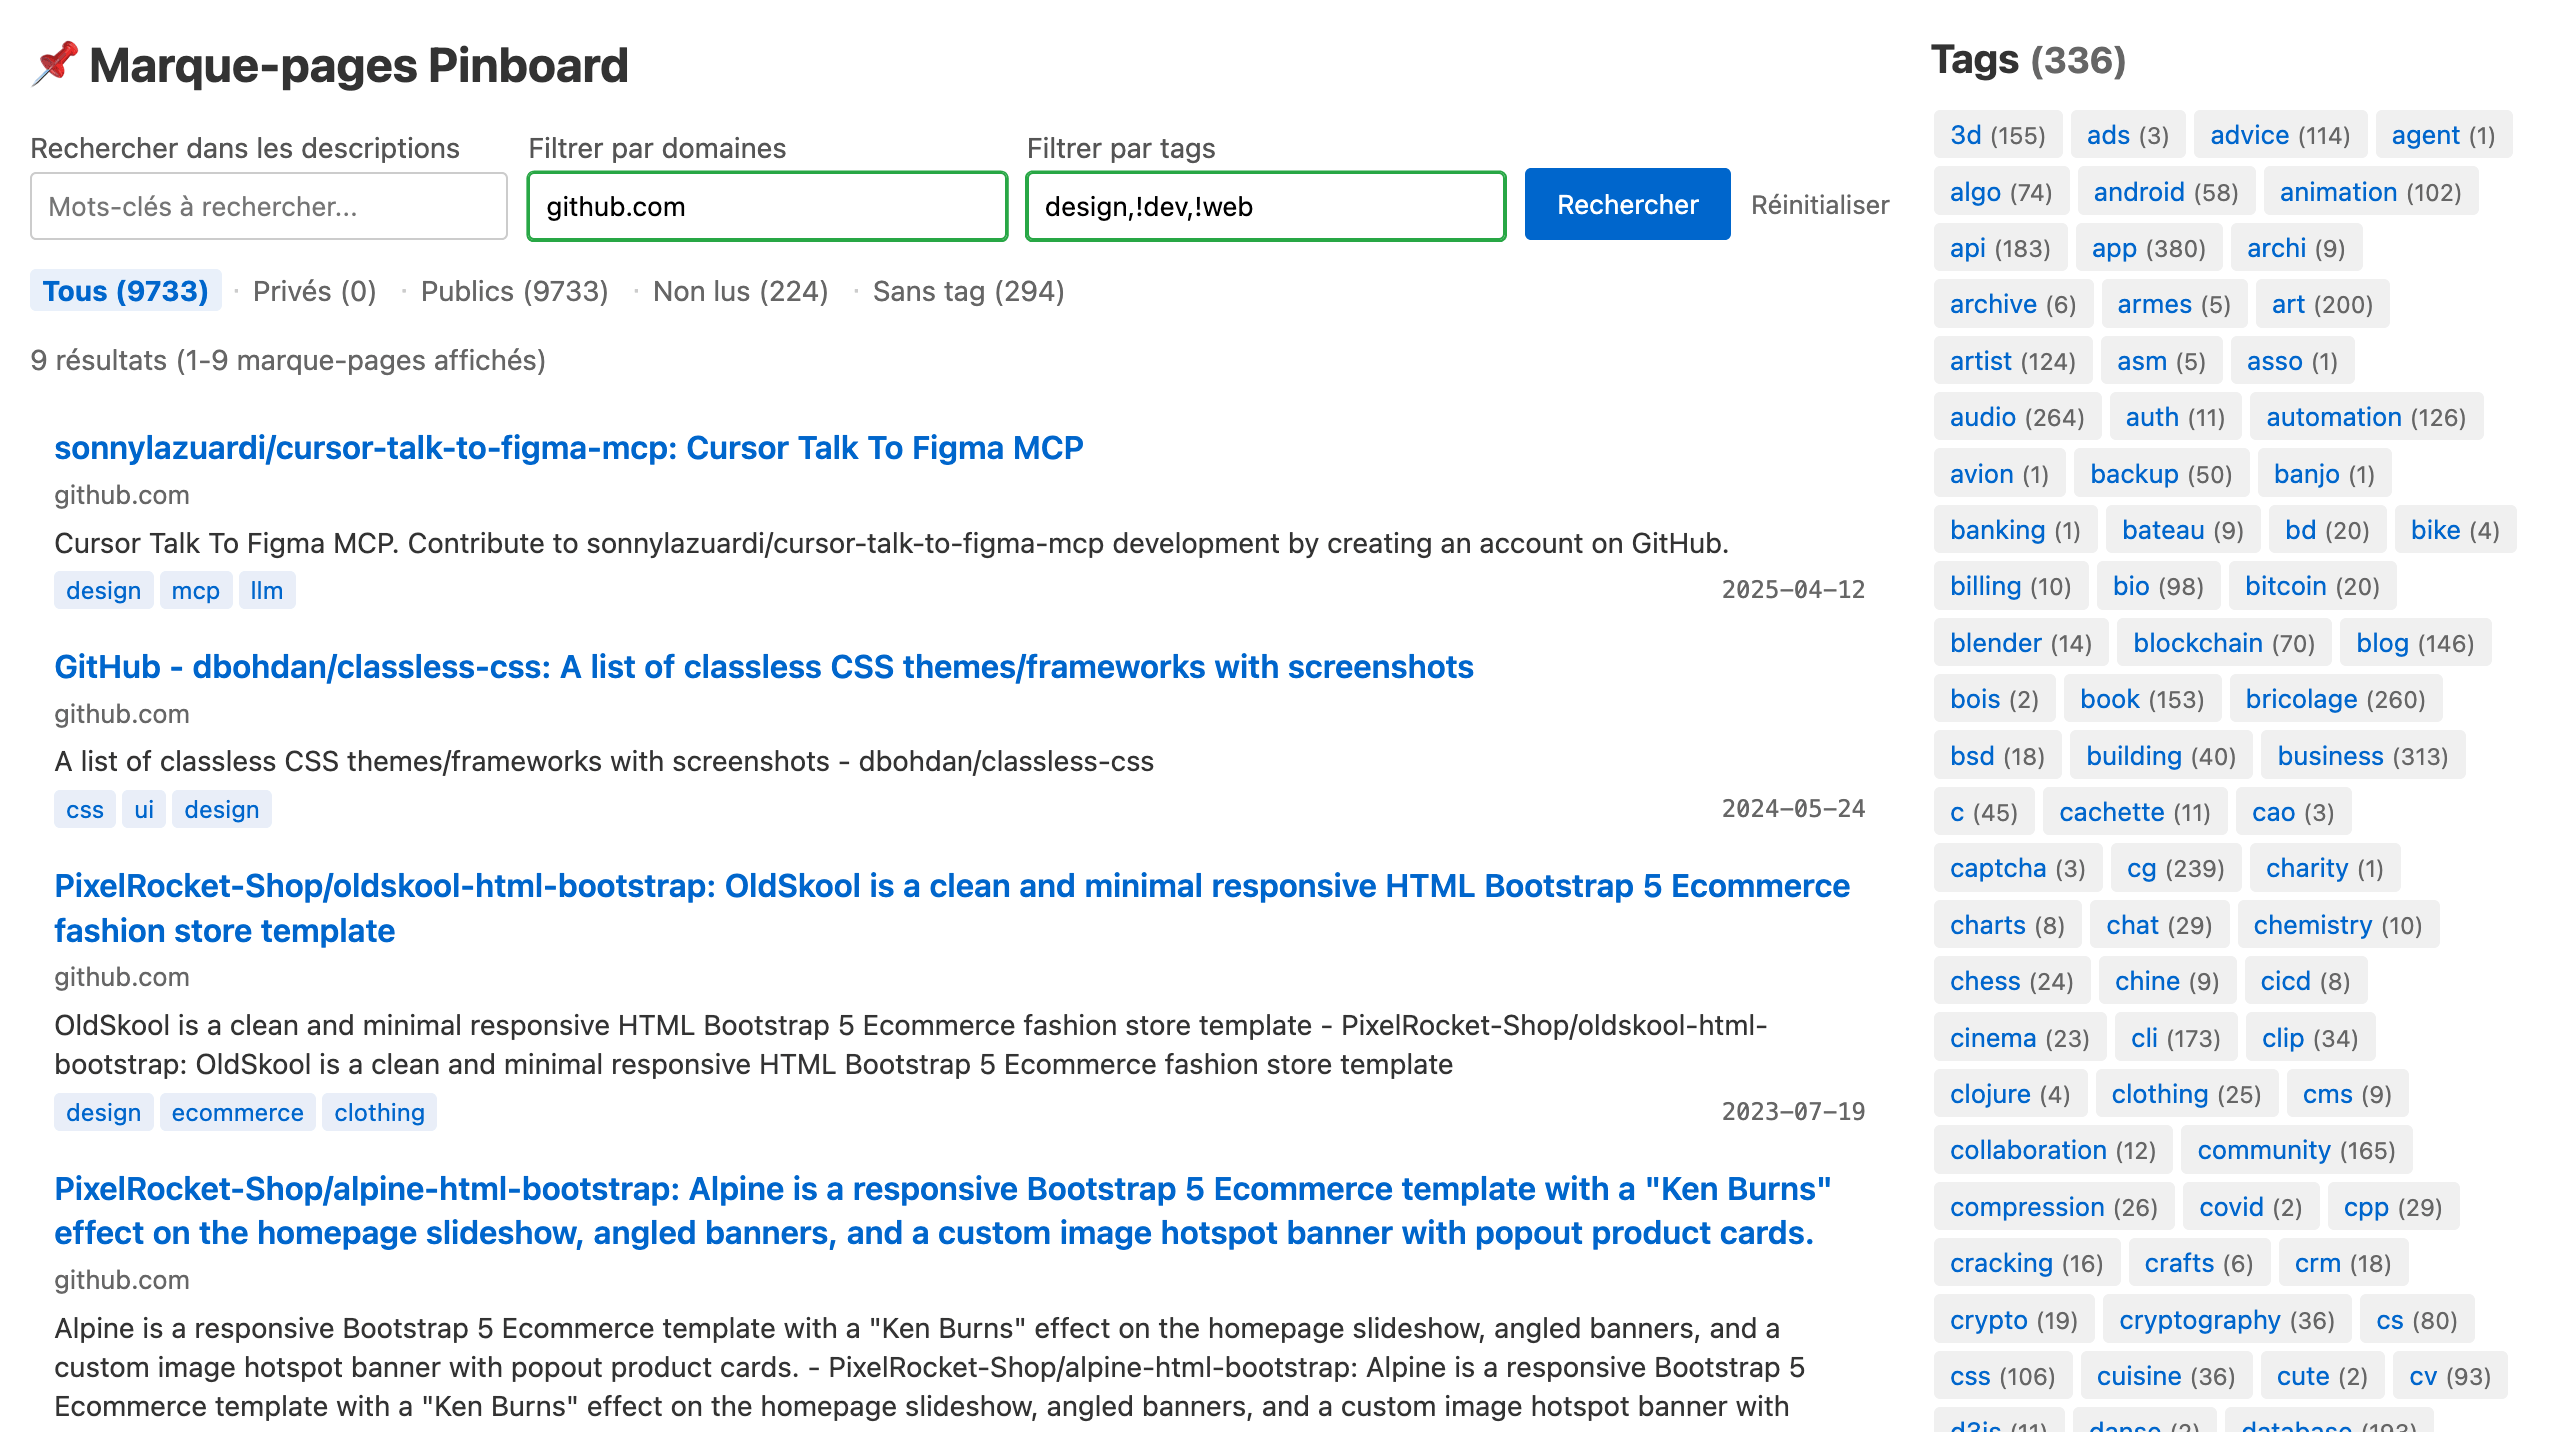 📌 Marque-pages Pinboard
Rechercher dans les descriptions
Filtrer par domaines
Filtrer par tags
Mots-clés à rechercher...
github.com
design,!dev,!web
Rechercher
Réinitialiser
Tous (9733) · Privés (0) · Publics (9733) · Non lus (224) · Sans tag (294)
9 résultats (1-9 marque-pages affichés)
sonnylazuardi/cursor-talk-to-figma-mcp: Cursor Talk To Figma MCP
github.com
Cursor Talk To Figma MCP. Contribute to sonnylazuardi/cursor-talk-to-figma-mcp development by creating an account on GitHub.
design mcp llm
2025-04-12
GitHub - dbohdan/classless-css: A list of classless CSS themes/frameworks with screenshots
github.com
A list of classless CSS themes/frameworks with screenshots - dbohdan/classless-css
css ui design
2024-05-24
PixelRocket-Shop/oldskool-html-bootstrap: OldSkool is a clean and minimal responsive HTML Bootstrap 5 Ecommerce
fashion store template
github.com
OldSkool is a clean and minimal responsive HTML Bootstrap 5 Ecommerce fashion store template - PixelRocket-Shop/oldskool-html-
bootstrap: OldSkool is a clean and minimal responsive HTML Bootstrap 5 Ecommerce fashion store template
design ecommerce clothing
2023-07-19
PixelRocket-Shop/alpine-html-bootstrap: Alpine is a responsive Bootstrap 5 Ecommerce template with a "Ken Burns"
effect on the homepage slideshow, angled banners, and a custom image hotspot banner with popout product cards.
github.com
Alpine is a responsive Bootstrap 5 Ecommerce template with a "Ken Burns" effect on the homepage slideshow, angled banners, and a
custom image hotspot banner with popout product cards. - PixelRocket-Shop/alpine-html-bootstrap: Alpine is a responsive Bootstrap 5
Ecommerce template with a "Ken Burns" effect on the homepage slideshow, angled banners, and a custom image hotspot banner with
Tags (336)
3d (155) ads (3) advice (114) agent (1)
algo (74) android (58) animation (102)
api (183) app (380) archi (9)
archive (6) armes (5) art (200)
artist (124) asm (5) asso (1)
audio (264) auth (11) automation (126)
avion (1) backup (50) banjo (1)
banking (1) bateau (9) bd (20) bike (4)
billing (10) bio (98) bitcoin (20)
blender (14) blockchain (70) blog (146)
bois (2) book (153) bricolage (260)
bsd (18) building (40) business (313)
c (45) cachette (11) cao (3)
captcha (3) cg (239) charity (1)
charts (8) chat (29) chemistry (10)
chess (24) chine (9) cicd (8)
cinema (23) cli (173) clip (34)
clojure (4) clothing (25) cms (9)
collaboration (12) community (165)
compression (26) covid (2) cpp (29)
cracking (16) crafts (6) crm (18)
crypto (19) cryptography (36) cs (80)
css (106) cuisine (36) cute (2) cv (93)
d3js (11) danse (2) database (193)